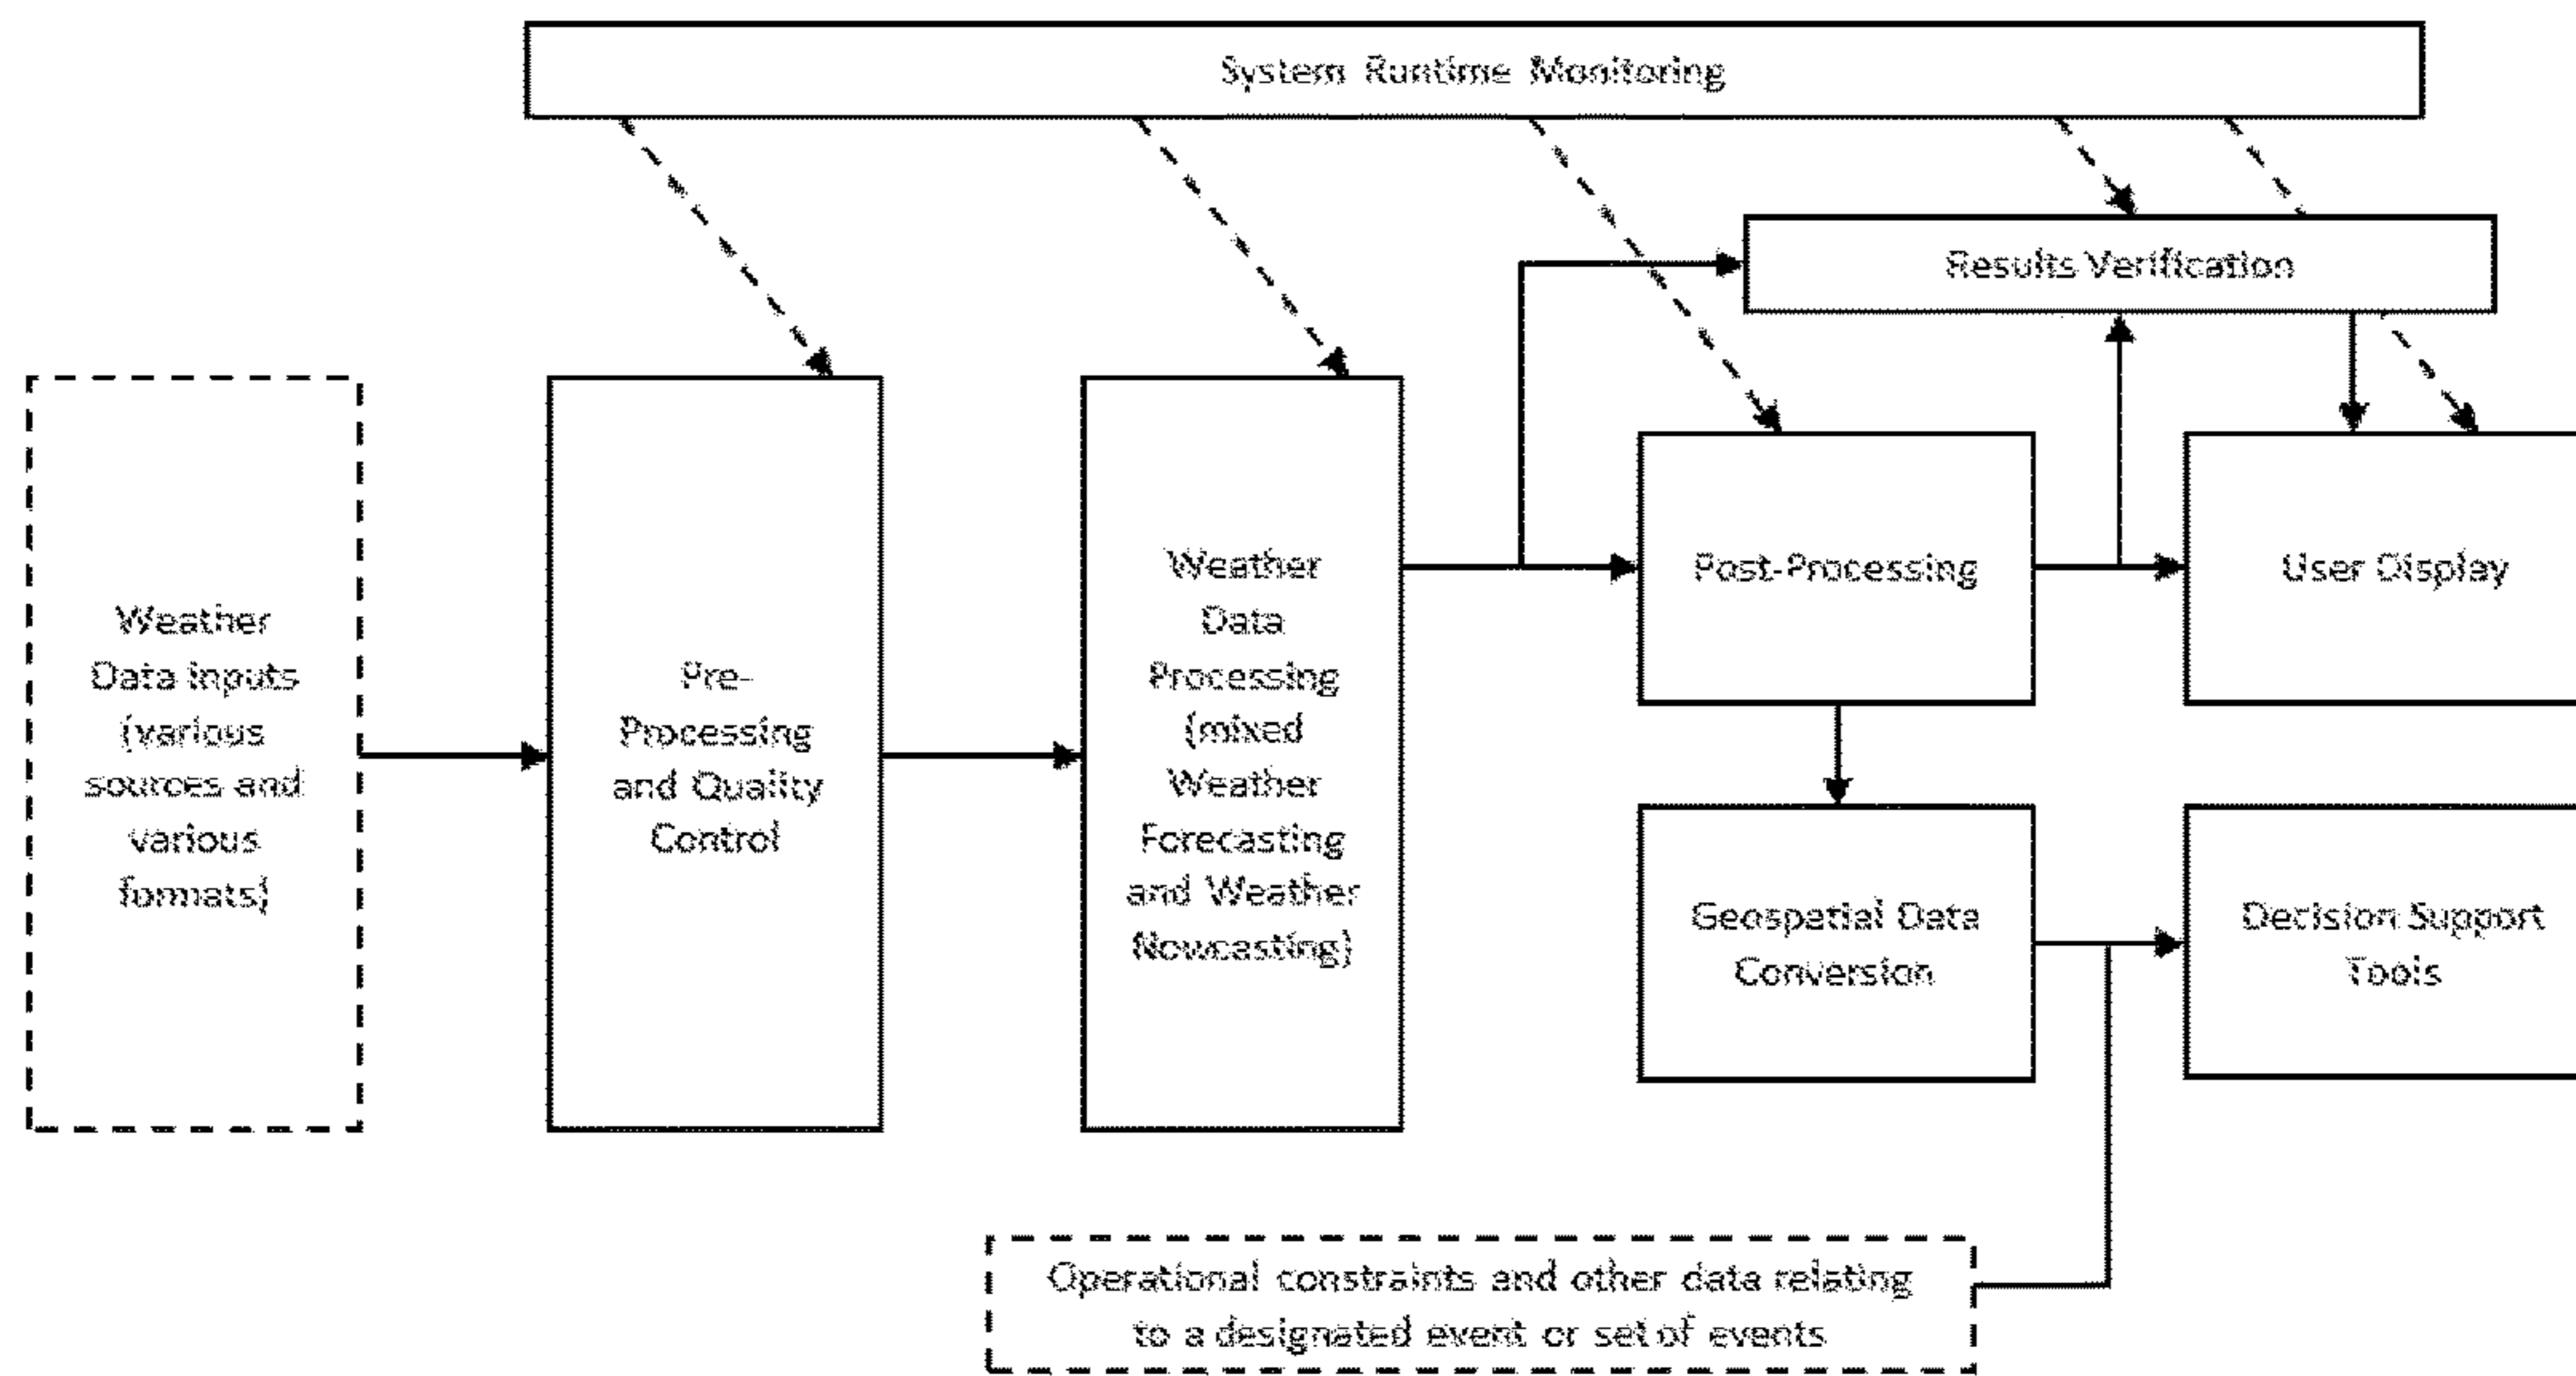 System Runtime Monitoring
Results Verification
Weather
Data Inputs
(various
sources and
various
formats)
Pre-
Processing
and Quality
Control
Weather
Data
Processing
(mixed
Weather
Forecasting
and Weather
Nowcasting)
Post-Processing
User Display
Geospatial Data
Conversion
Decision Support
Tools
Operational constraints and other data relating
to a designated event or set of events